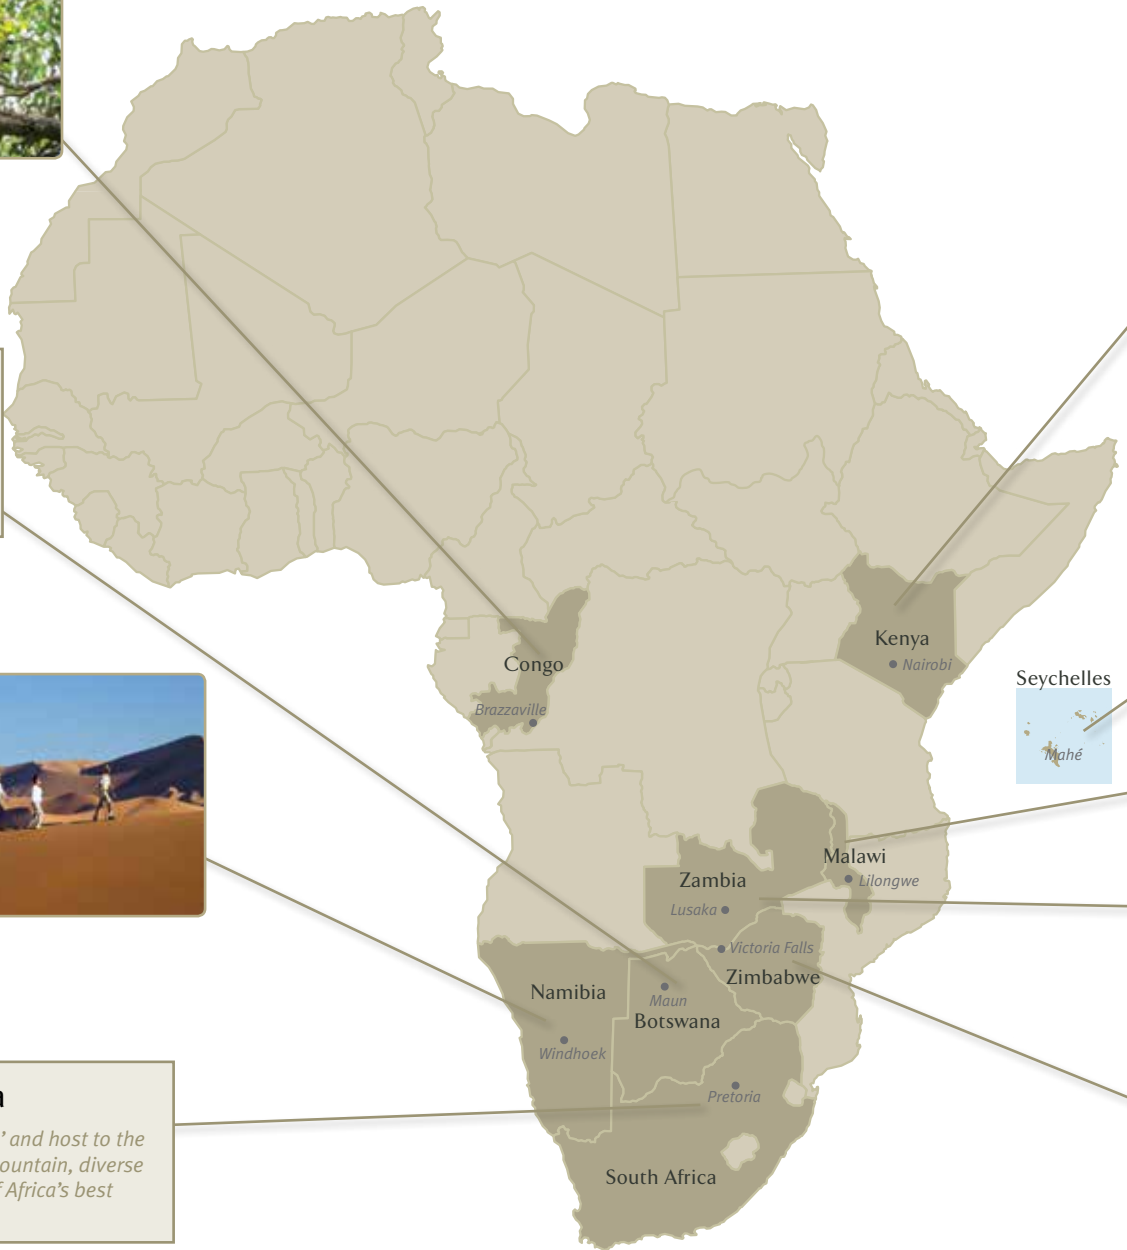 Congo
Brazzaville
Kenya
Nairobi
Seychelles
Mahé
Malawi
Lilongwe
Zambia
Lusaka
Victoria Falls
Zimbabwe
Namibia
Windhoek
Maun
Botswana
Pretoria
South Africa
a
’ and host to the
ountain, diverse
f Africa’s best